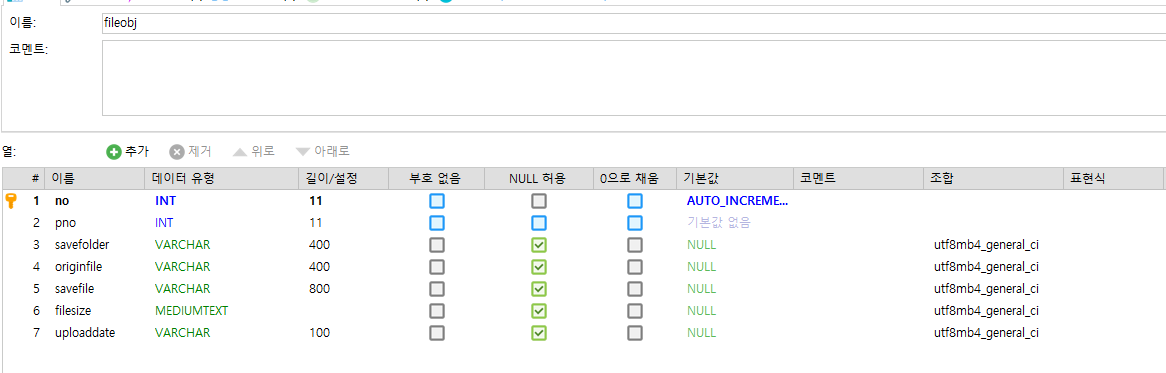 이름: fileobj
코멘트:
열: 추가 제거 위로 아래로
# 이름 데이터 유형 길이/설정 부호 없음 NULL 허용 0으로 채움 기본값 코멘트 조합 표현식
1 no INT 11 AUTO_INCREME...
2 pno INT 11 기본값 없음
3 savefolder VARCHAR 400 NULL utf8mb4_general_ci
4 originfile VARCHAR 400 NULL utf8mb4_general_ci
5 savefile VARCHAR 800 NULL utf8mb4_general_ci
6 filesize MEDIUMTEXT NULL utf8mb4_general_ci
7 uploaddate VARCHAR 100 NULL utf8mb4_general_ci